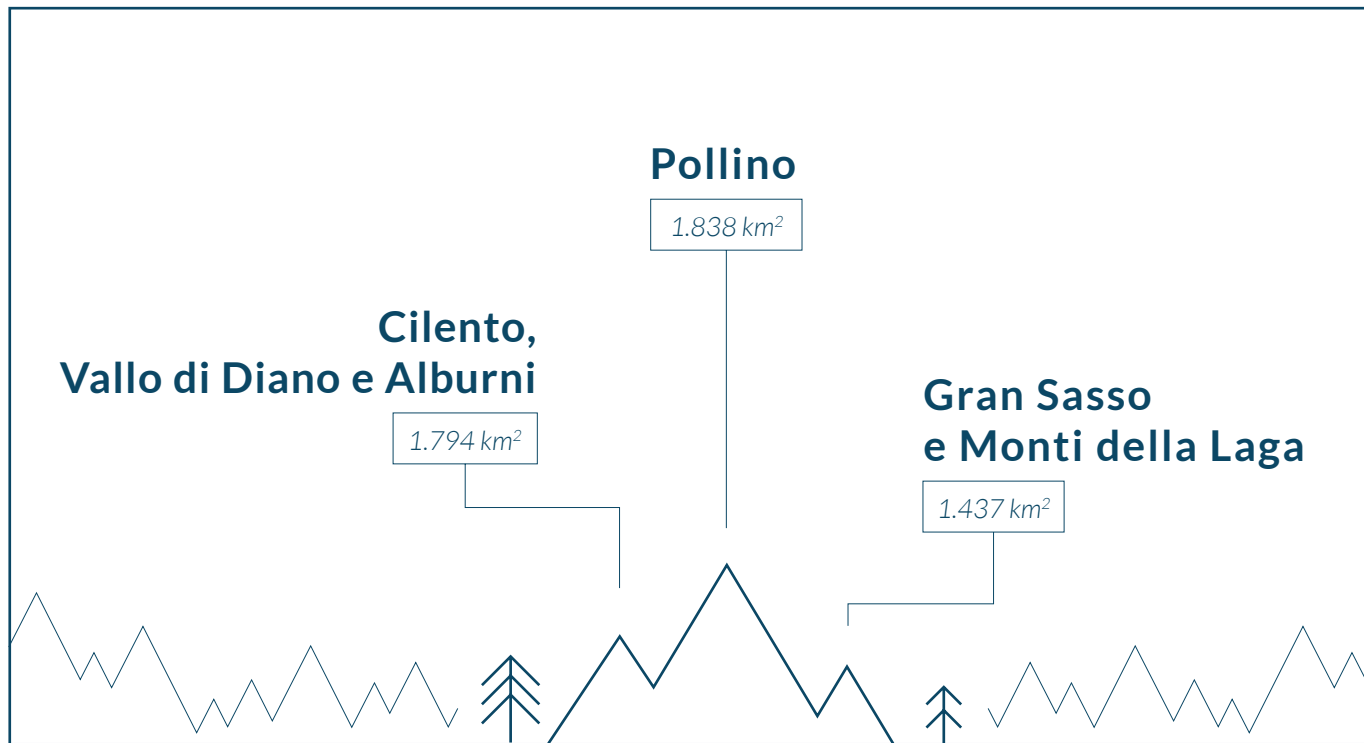 Pollino
1.838 km²
Cilento,
Vallo di Diano e Alburni
1.794 km²
Gran Sasso
e Monti della Laga
1.437 km²